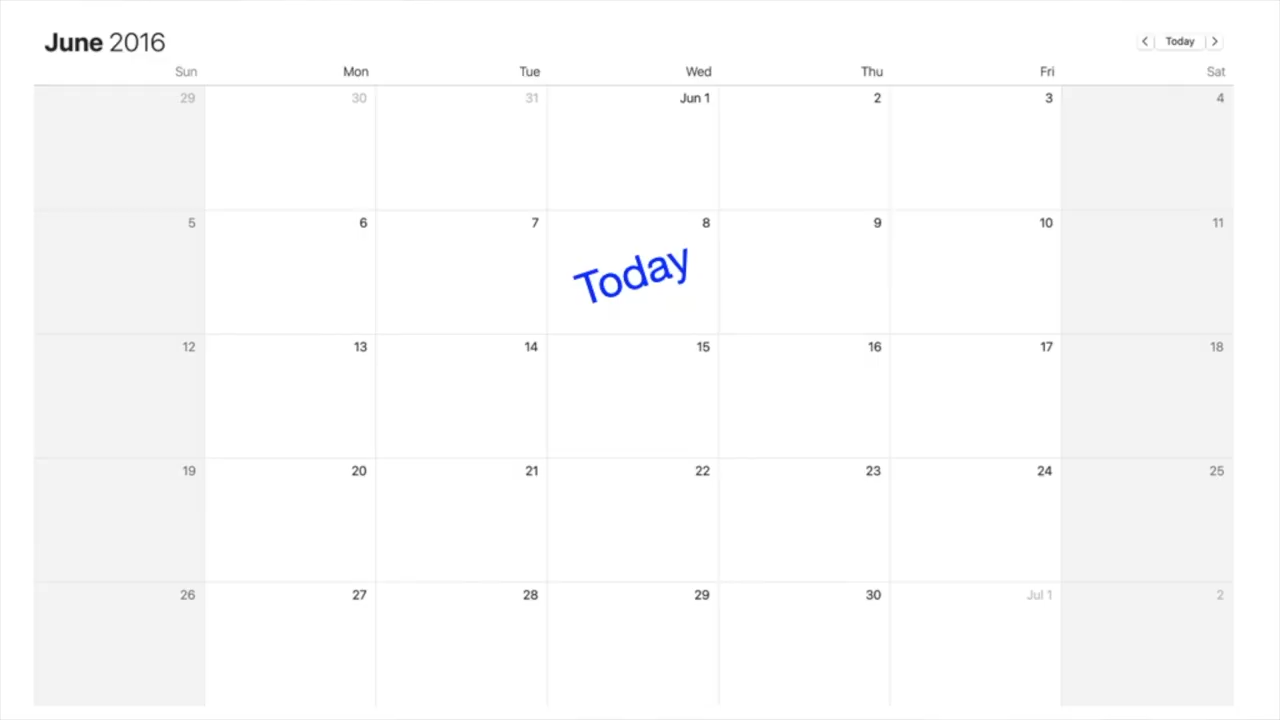 June 2016
< Today >
Sun Mon Tue Wed Thu Fri Sat
29 30 31 Jun 1 2 3 4
5 6 7 8 9 10 11
Today
12 13 14 15 16 17 18
19 20 21 22 23 24 25
26 27 28 29 30 Jul 1 2